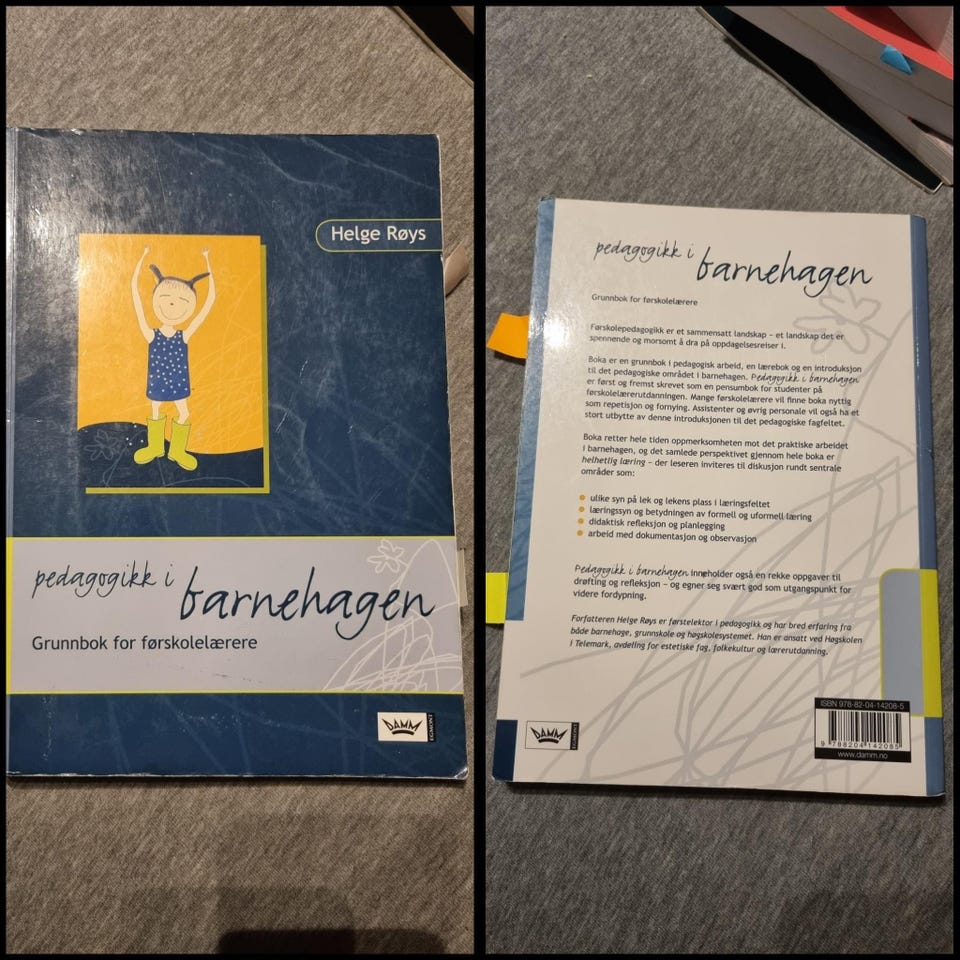 Helge Røys
pedagogikk i
barnehagen
Grunnbok for førskolelærere
DAMM
EGMONT
pedagogikk i
barnehagen
Grunnbok for førskolelærere
Førskolepedagogikk er et sammensatt landskap – et landskap det er
spennende og morsomt å dra på oppdagelsesreiser i.
Boka er en grunnbok i pedagogisk arbeid, en lærebok og en introduksjon
til det pedagogiske området i barnehagen. Pedagogikk i barnehagen
er først og fremst skrevet som en pensumbok for studenter på
førskolelærerutdanningen. Mange førskolelærere vil finne boka nyttig
som repetisjon og fornying. Assistenter og øvrig personale vil også ha et
stort utbytte av denne introduksjonen til det pedagogiske fagfeltet.
Boka retter hele tiden oppmerksomheten mot det praktiske arbeidet
i barnehagen, og det samlede perspektivet gjennom hele boka er
helhetlig læring – der leseren inviteres til diskusjon rundt sentrale
områder som:
ulike syn på lek og lekens plass i læringsfeltet
læringssyn og betydningen av formell og uformell læring
didaktisk refleksjon og planlegging
arbeid med dokumentasjon og observasjon
Pedagogikk i barnehagen inneholder også en rekke oppgaver til
drøfting og refleksjon – og egner seg svært god som utgangspunkt for
videre fordypning.
Forfatteren Helge Røys er førstelektor i pedagogikk og har bred erfaring fra
både barnehage, grunnskole og høgskolesystemet. Han er ansatt ved Høgskolen
i Telemark, avdeling for estetiske fag, folkekultur og lærerutdanning.
DAMM
EGMONT
ISBN 978-82-04-14208-5
9 788204 142085
www.damm.no